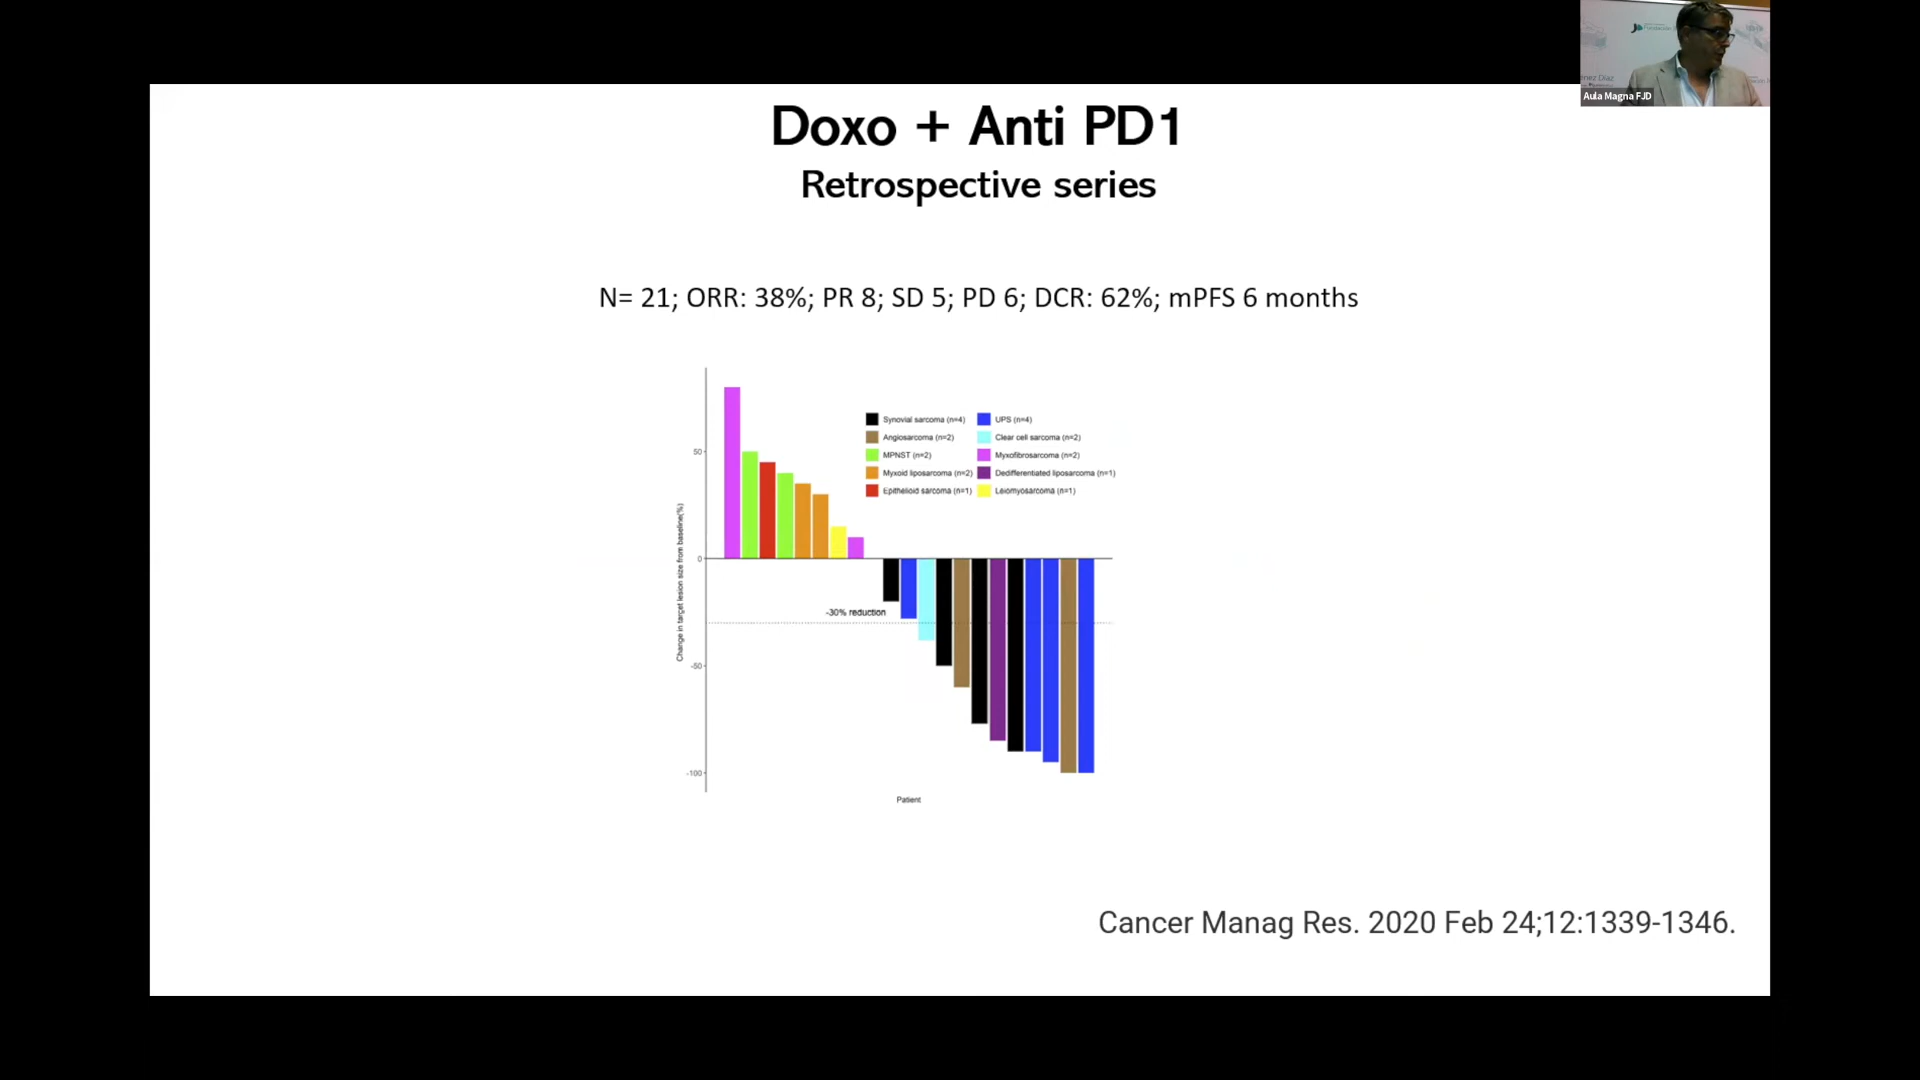 Doxo + Anti PD1
Retrospective series
Aula Magna FJD
N= 21; ORR: 38%; PR 8; SD 5; PD 6; DCR: 62%; mPFS 6 months
Synovial sarcoma (n=4)
UPS (n=4)
Angiosarcoma (n=2)
Clear cell sarcoma (n=2)
MPNST (n=2)
Myxofibrosarcoma (n=2)
Myxoid liposarcoma (n=2)
Dedifferentiated liposarcoma (n=1)
Epithelioid sarcoma (n=1)
Leiomyosarcoma (n=1)
Change in target lesion size from baseline(%)
50
0
-50
-100
-30% reduction
Patient
Cancer Manag Res. 2020 Feb 24;12:1339-1346.